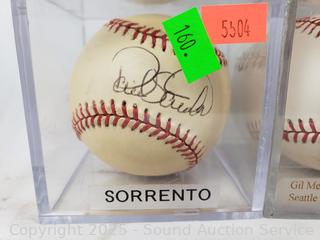 160.
5504
SORRENTO
Gil Me
Seattle
Copyright 2025 - Sound Auction Service